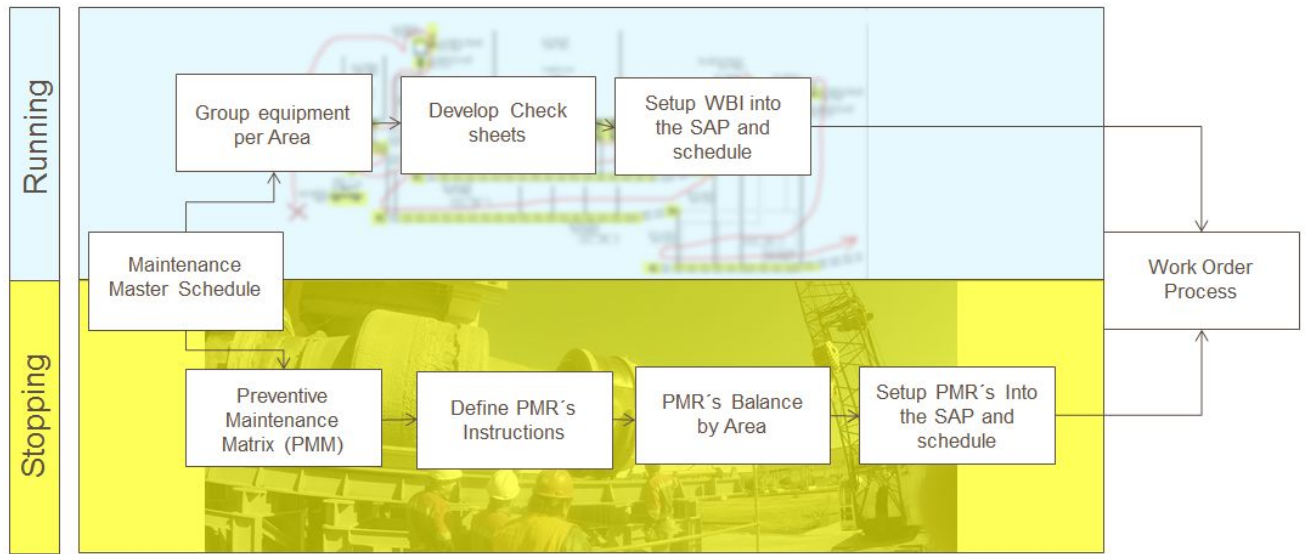 Running
Group equipment
per Area
Develop Check
sheets
Setup WBI into
the SAP and
schedule
Maintenance
Master Schedule
Work Order
Process
Stopping
Preventive
Maintenance
Matrix (PMM)
Define PMR´s
Instructions
PMR´s Balance
by Area
Setup PMR´s Into
the SAP and
schedule